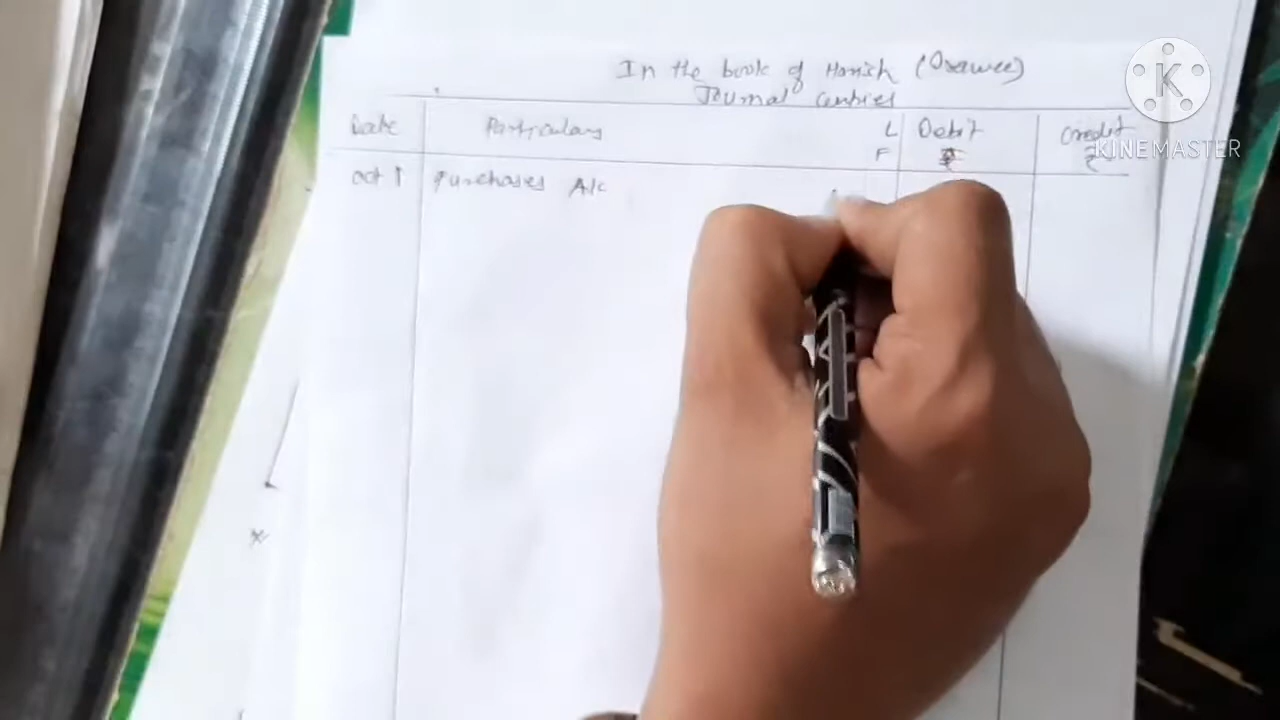 In the book of Harish (Drawee)
Journal entries
Date Particulars L F Debit ₹ Credit ₹
Oct 1 Purchases A/c
K
KINEMASTER